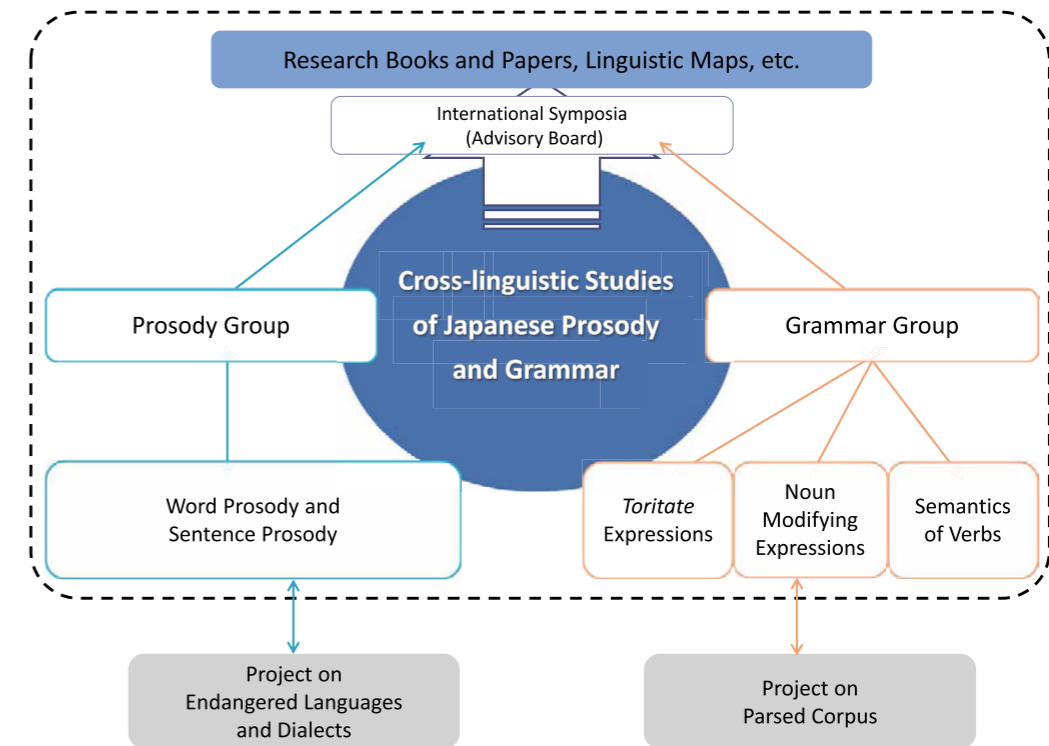 Research Books and Papers, Linguistic Maps, etc.
International Symposia
(Advisory Board)
Cross-linguistic Studies
of Japanese Prosody
and Grammar
Prosody Group
Grammar Group
Word Prosody and
Sentence Prosody
Toritate
Expressions
Noun
Modifying
Expressions
Semantics
of Verbs
Project on
Endangered Languages
and Dialects
Project on
Parsed Corpus